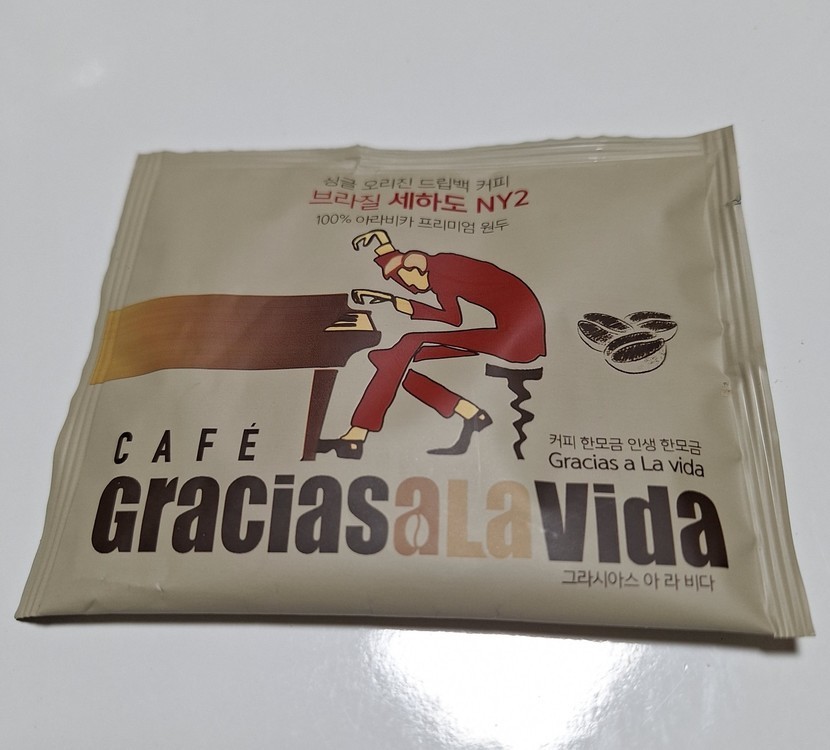 싱글 오리진 드립백 커피
브라질 세하도 NY2
100% 아라비카 프리미엄 원두
CAFÉ
커피 한모금 인생 한모금
Gracias a La vida
GraciasaLaVida
그라시아스 아 라 비다